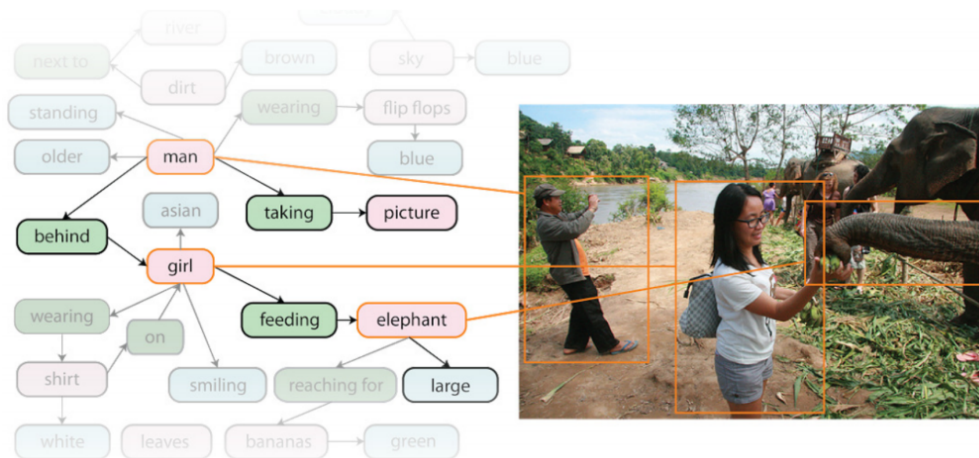 river
next to
brown
sky
blue
dirt
standing
wearing
flip flops
older
man
blue
asian
taking
picture
behind
girl
wearing
feeding
elephant
on
shirt
smiling
reaching for
large
white
leaves
bananas
green